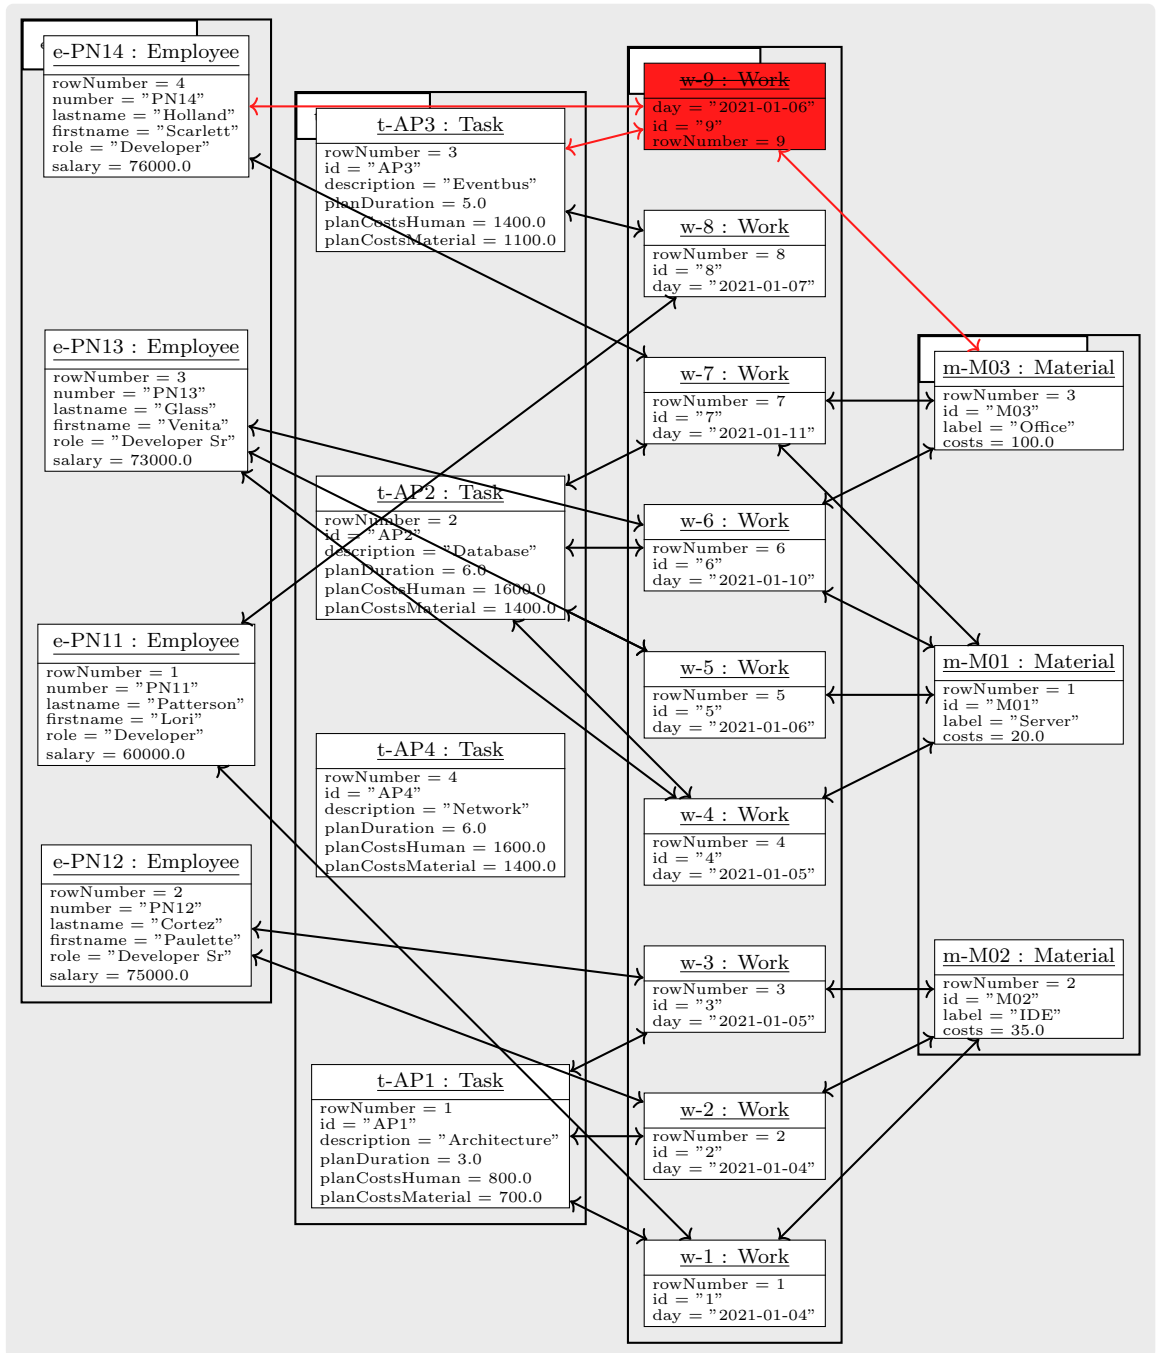 e-PN14 : Employee
rowNumber = 4
number = "PN14"
lastname = "Holland"
firstname = "Scarlett"
role = "Developer"
salary = 76000.0
e-PN13 : Employee
rowNumber = 3
number = "PN13"
lastname = "Glass"
firstname = "Venita"
role = "Developer Sr"
salary = 73000.0
e-PN11 : Employee
rowNumber = 1
number = "PN11"
lastname = "Patterson"
firstname = "Lori"
role = "Developer"
salary = 60000.0
e-PN12 : Employee
rowNumber = 2
number = "PN12"
lastname = "Cortez"
firstname = "Paulette"
role = "Developer Sr"
salary = 75000.0
t-AP3 : Task
rowNumber = 3
id = "AP3"
description = "Eventbus"
planDuration = 5.0
planCostsHuman = 1400.0
planCostsMaterial = 1100.0
t-AP2 : Task
rowNumber = 2
id = "AP2"
description = "Database"
planDuration = 6.0
planCostsHuman = 1600.0
planCostsMaterial = 1400.0
t-AP4 : Task
rowNumber = 4
id = "AP4"
description = "Network"
planDuration = 6.0
planCostsHuman = 1600.0
planCostsMaterial = 1400.0
t-AP1 : Task
rowNumber = 1
id = "AP1"
description = "Architecture"
planDuration = 3.0
planCostsHuman = 800.0
planCostsMaterial = 700.0
w-9 : Work
day = "2021-01-06"
id = "9"
rowNumber = 9
w-8 : Work
rowNumber = 8
id = "8"
day = "2021-01-07"
w-7 : Work
rowNumber = 7
id = "7"
day = "2021-01-11"
w-6 : Work
rowNumber = 6
id = "6"
day = "2021-01-10"
w-5 : Work
rowNumber = 5
id = "5"
day = "2021-01-06"
w-4 : Work
rowNumber = 4
id = "4"
day = "2021-01-05"
w-3 : Work
rowNumber = 3
id = "3"
day = "2021-01-05"
w-2 : Work
rowNumber = 2
id = "2"
day = "2021-01-04"
w-1 : Work
rowNumber = 1
id = "1"
day = "2021-01-04"
m-M03 : Material
rowNumber = 3
id = "M03"
label = "Office"
costs = 100.0
m-M01 : Material
rowNumber = 1
id = "M01"
label = "Server"
costs = 20.0
m-M02 : Material
rowNumber = 2
id = "M02"
label = "IDE"
costs = 35.0